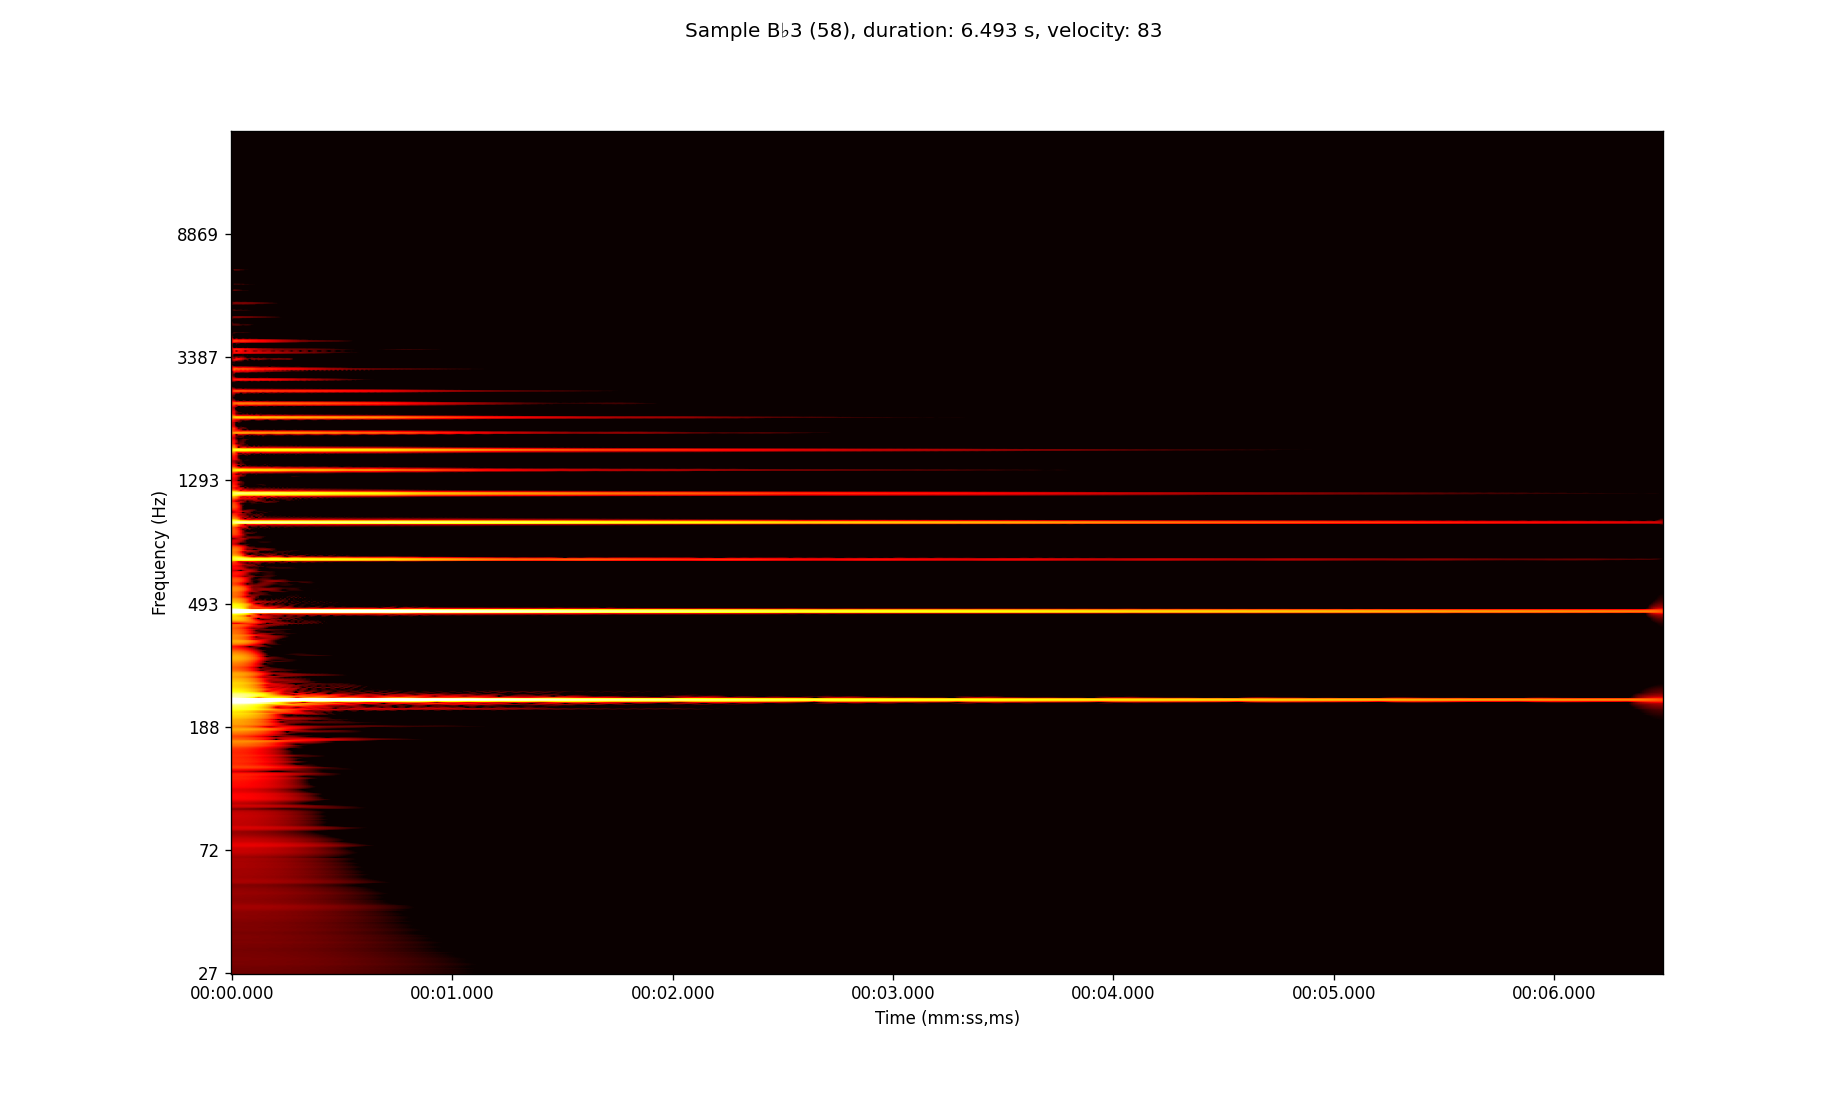 Sample B♭3 (58), duration: 6.493 s, velocity: 83
8869
3387
1293
493
188
72
27
Frequency (Hz)
00:00.000 00:01.000 00:02.000 00:03.000 00:04.000 00:05.000 00:06.000
Time (mm:ss,ms)